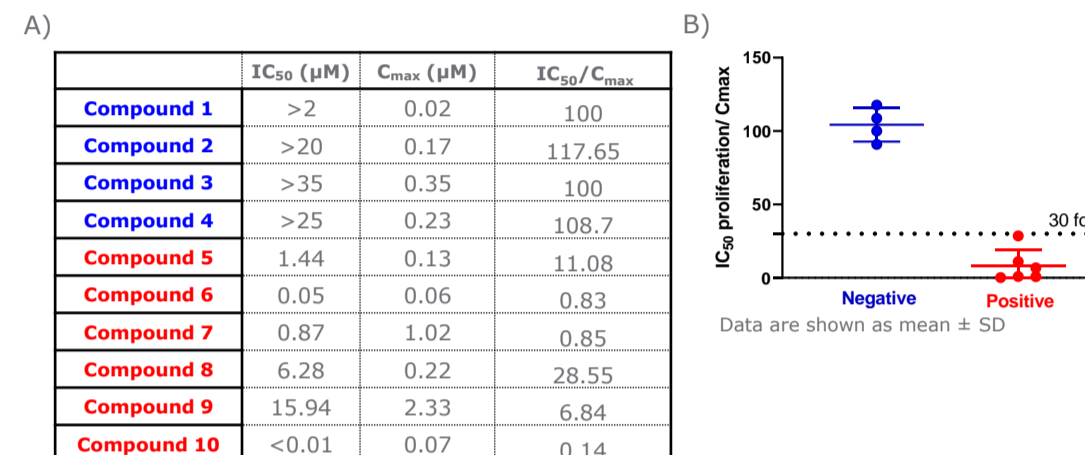 A)
IC₅₀ (µM) Cₘₐₓ (µM) IC₅₀/Cₘₐₓ
Compound 1 >2 0.02 100
Compound 2 >20 0.17 117.65
Compound 3 >35 0.35 100
Compound 4 >25 0.23 108.7
Compound 5 1.44 0.13 11.08
Compound 6 0.05 0.06 0.83
Compound 7 0.87 1.02 0.85
Compound 8 6.28 0.22 28.55
Compound 9 15.94 2.33 6.84
Compound 10 <0.01 0.07 0.14
B)
IC₅₀ proliferation/ Cmax
150
100
50
0
30
Negative Positive
Data are shown as mean ± SD